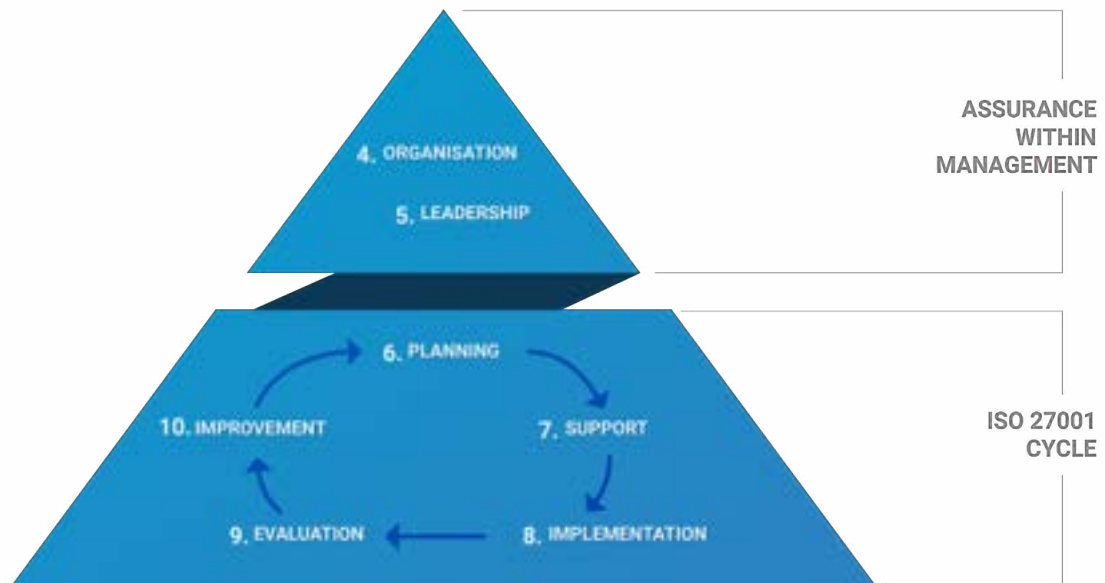 4. ORGANISATION
5. LEADERSHIP
ASSURANCE
WITHIN
MANAGEMENT
6. PLANNING
10. IMPROVEMENT
7. SUPPORT
9. EVALUATION
8. IMPLEMENTATION
ISO 27001
CYCLE